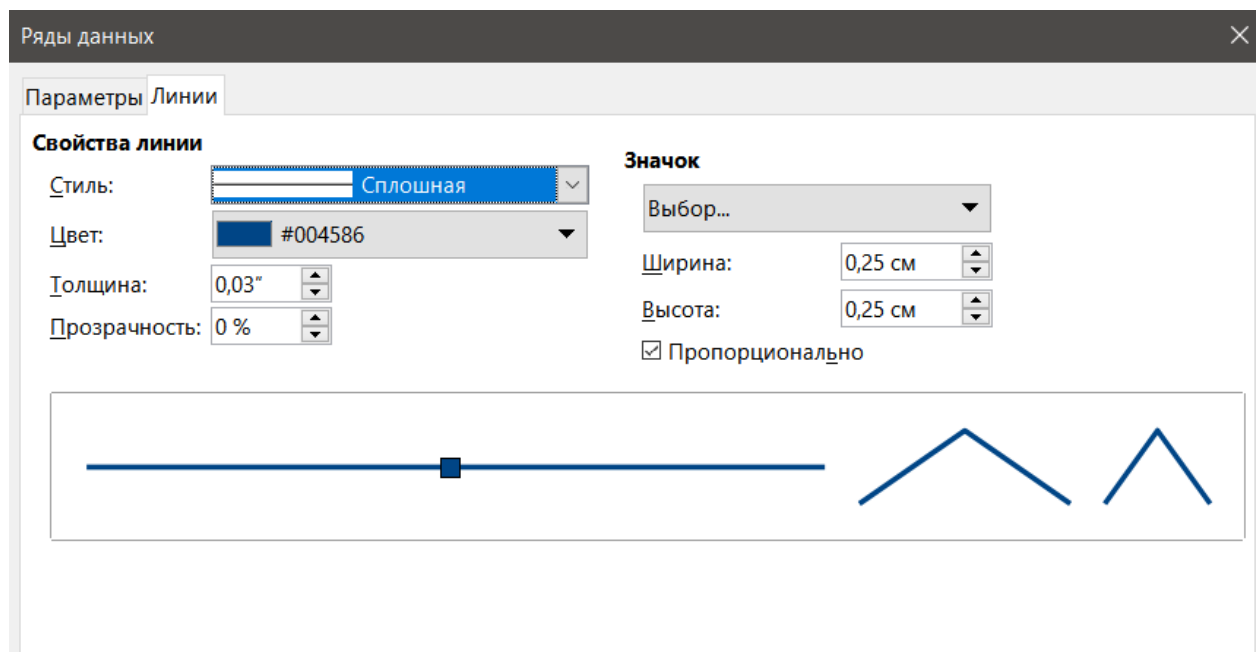 Ряды данных
Параметры Линии
Свойства линии
Стиль: Сплошная
Цвет: #004586
Толщина: 0,03″
Прозрачность: 0 %
Значок
Выбор...
Ширина: 0,25 см
Высота: 0,25 см
Пропорционально